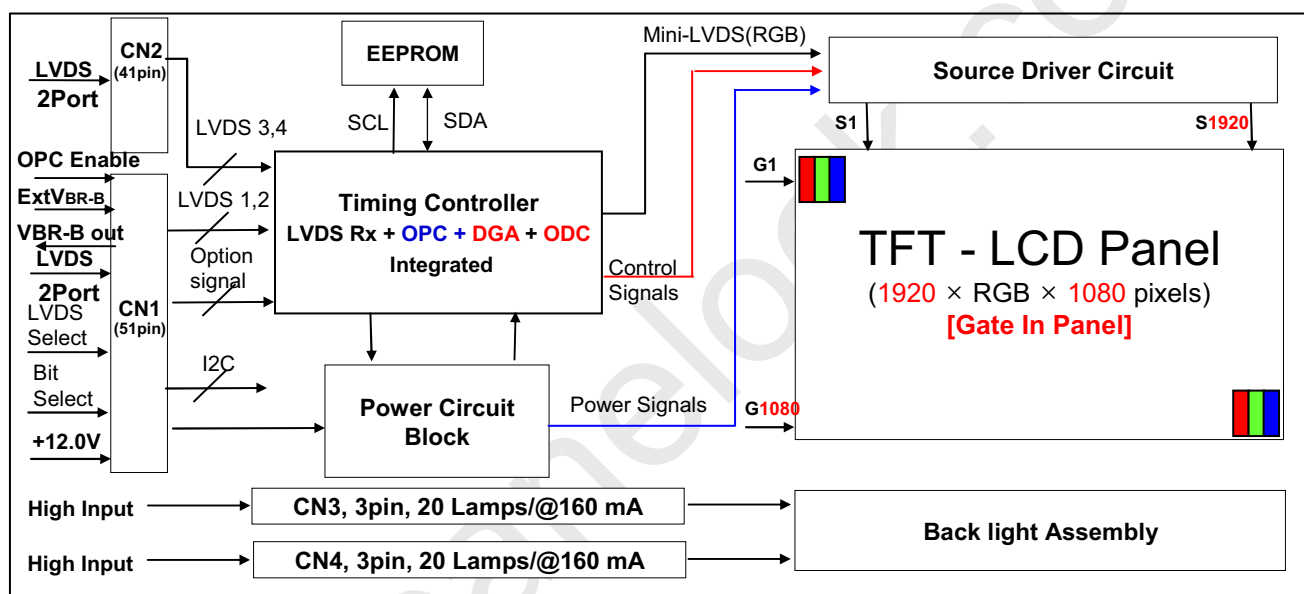 CN2
(41pin)
LVDS
2Port
EEPROM
Mini-LVDS(RGB)
Source Driver Circuit
SCL
SDA
S1
S1920
LVDS 3,4
OPC Enable
ExtVBR-B
VBR-B out
LVDS
2Port
LVDS
Select
Bit
Select
+12.0V
CN1
(51pin)
LVDS 1,2
Option
signal
I2C
Timing Controller
LVDS Rx + OPC + DGA + ODC
Integrated
Control
Signals
G1
TFT - LCD Panel
(1920 × RGB × 1080 pixels)
[Gate In Panel]
G1080
Power Circuit
Block
Power Signals
High Input
CN3, 3pin, 20 Lamps/@160 mA
High Input
CN4, 3pin, 20 Lamps/@160 mA
Back light Assembly